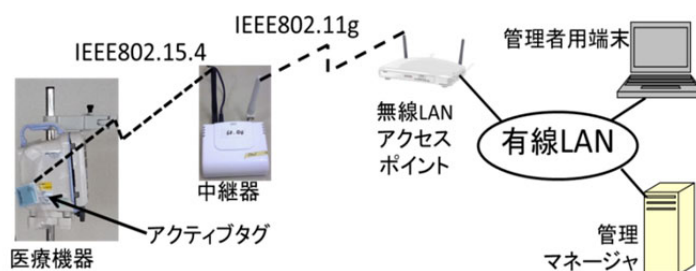 IEEE802.15.4
IEEE802.11g
管理者用端末
無線LAN
アクセス
ポイント
有線LAN
中継器
アクティブタグ
医療機器
管理
マネージャ